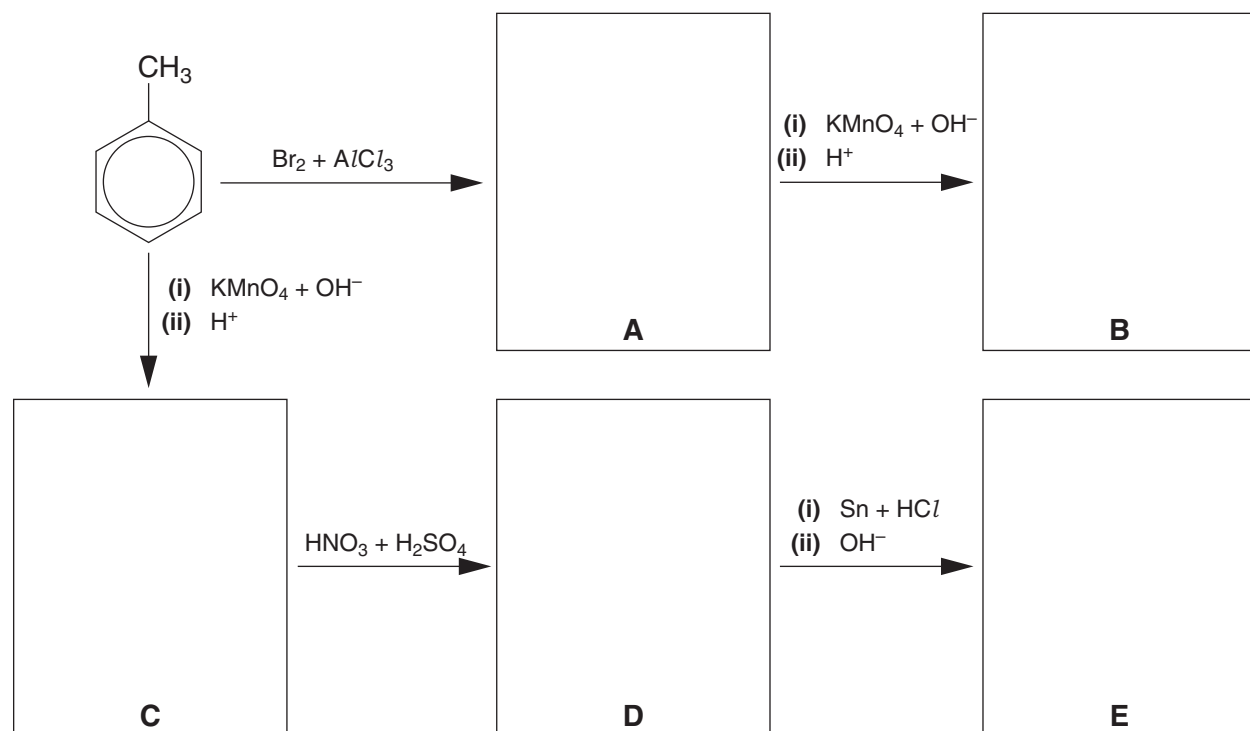 CH₃
Br₂ + AlCl₃
(i) KMnO₄ + OH⁻
(ii) H⁺
A
B
(i) KMnO₄ + OH⁻
(ii) H⁺
HNO₃ + H₂SO₄
(i) Sn + HCl
(ii) OH⁻
C
D
E